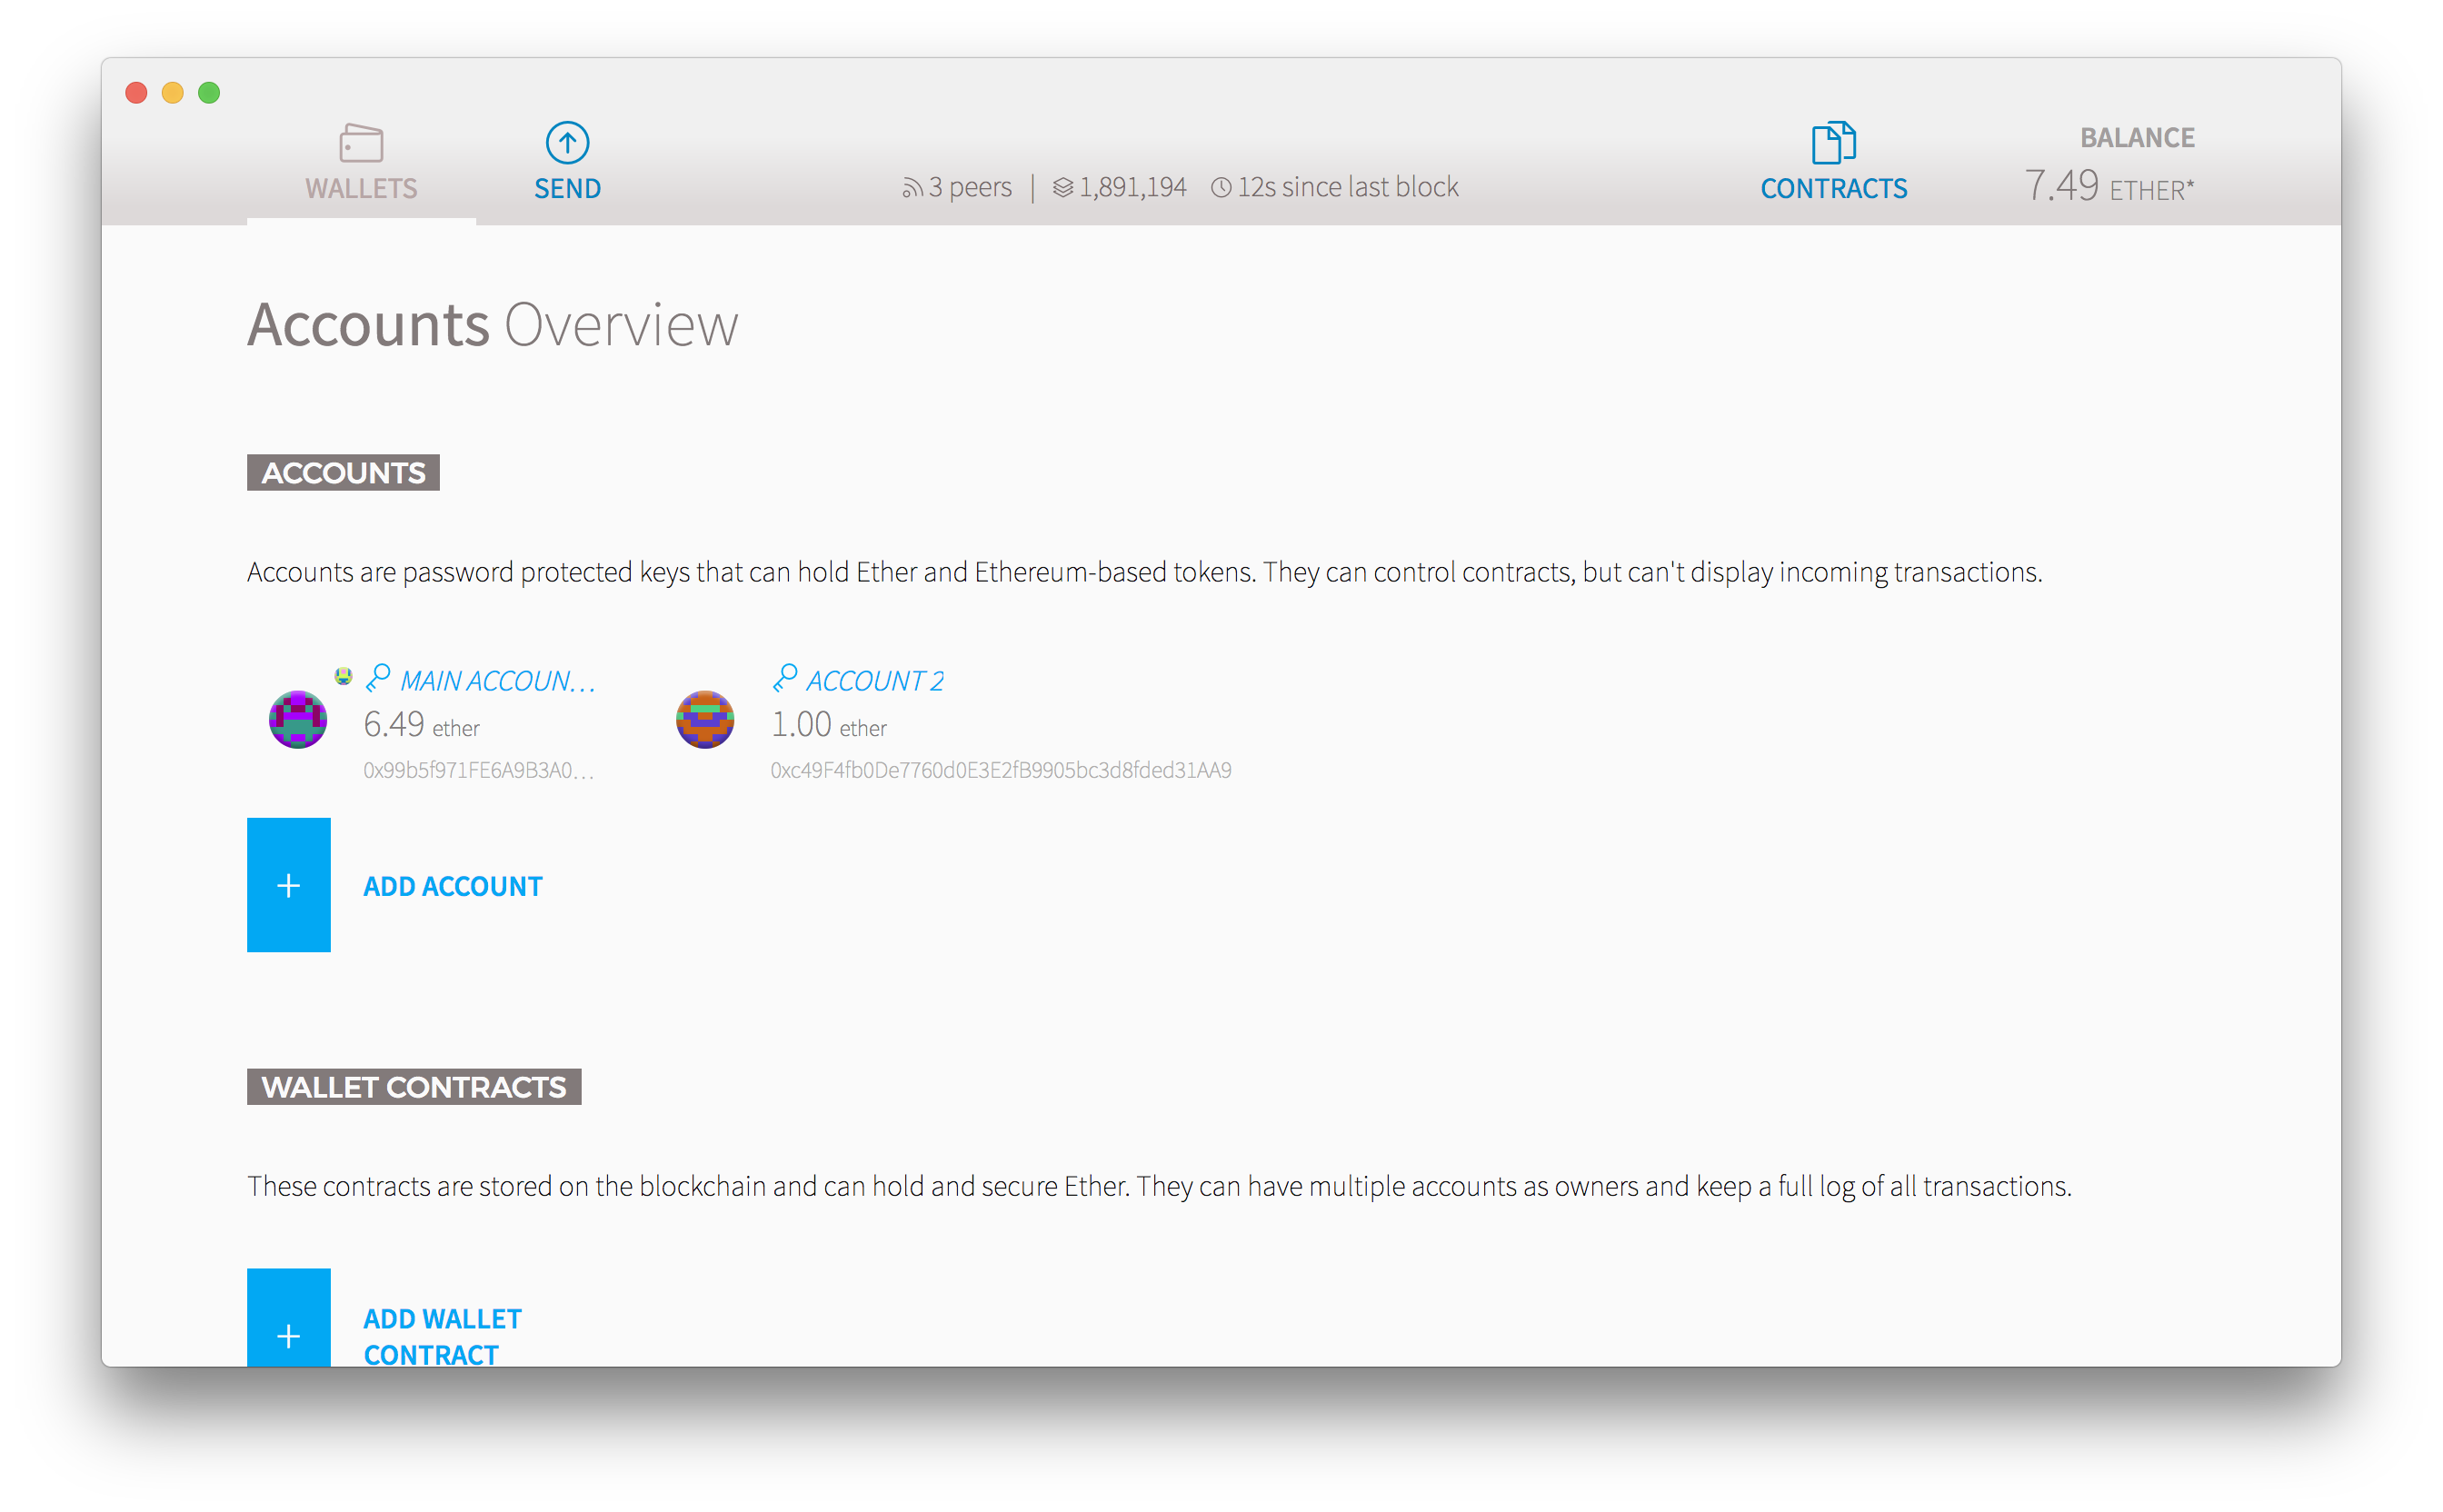 WALLETS
SEND
3 peers | 1,891,194 12s since last block
CONTRACTS
BALANCE
7.49 ETHER*
Accounts Overview
ACCOUNTS
Accounts are password protected keys that can hold Ether and Ethereum-based tokens. They can control contracts, but can't display incoming transactions.
MAIN ACCOUN...
6.49 ether
0x99b5f971FE6A9B3A0...
ACCOUNT 2
1.00 ether
0xc49F4fb0De7760d0E3E2fB9905bc3d8fded31AA9
+ ADD ACCOUNT
WALLET CONTRACTS
These contracts are stored on the blockchain and can hold and secure Ether. They can have multiple accounts as owners and keep a full log of all transactions.
+ ADD WALLET
CONTRACT